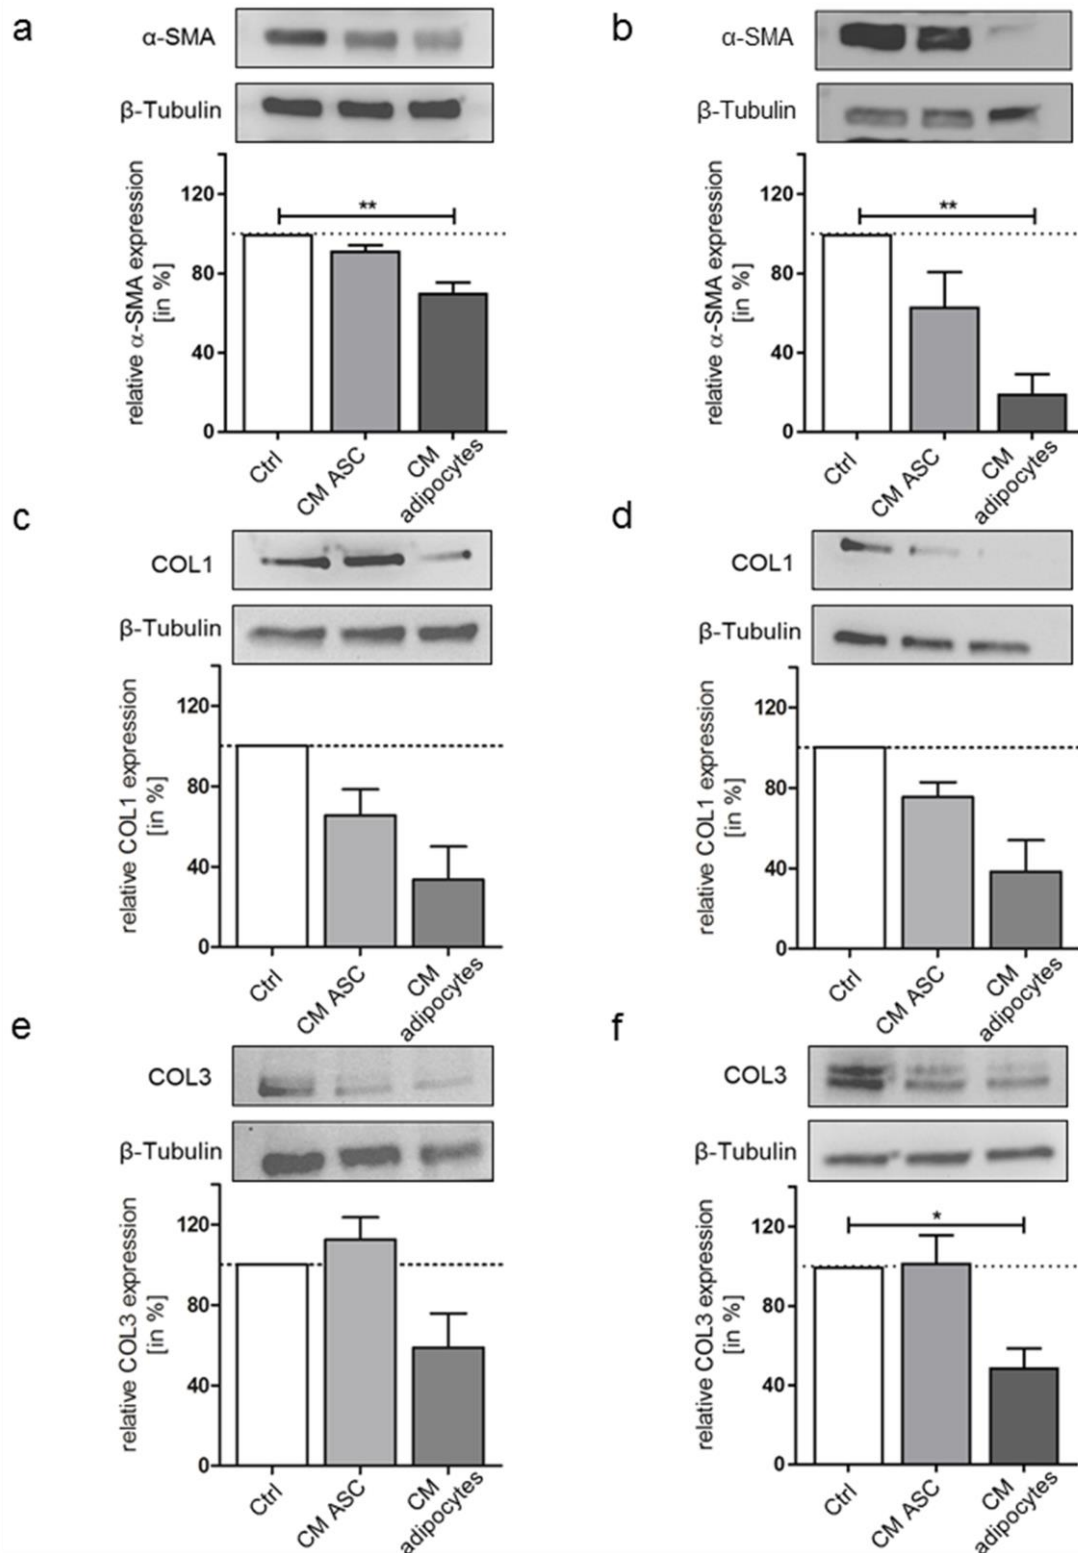 a
α-SMA
β-Tubulin
relative α-SMA expression
[in %]
120
80
40
0
**
Ctrl
CM ASC
CM
adipocytes
b
α-SMA
β-Tubulin
relative α-SMA expression
[in %]
120
80
40
0
**
Ctrl
CM ASC
CM
adipocytes
c
COL1
β-Tubulin
relative COL1 expression
[in %]
120
80
40
0
Ctrl
CM ASC
CM
adipocytes
d
COL1
β-Tubulin
relative COL1 expression
[in %]
120
80
40
0
Ctrl
CM ASC
CM
adipocytes
e
COL3
β-Tubulin
relative COL3 expression
[in %]
120
80
40
0
Ctrl
CM ASC
CM
adipocytes
f
COL3
β-Tubulin
relative COL3 expression
[in %]
120
80
40
0
*
Ctrl
CM ASC
CM
adipocytes